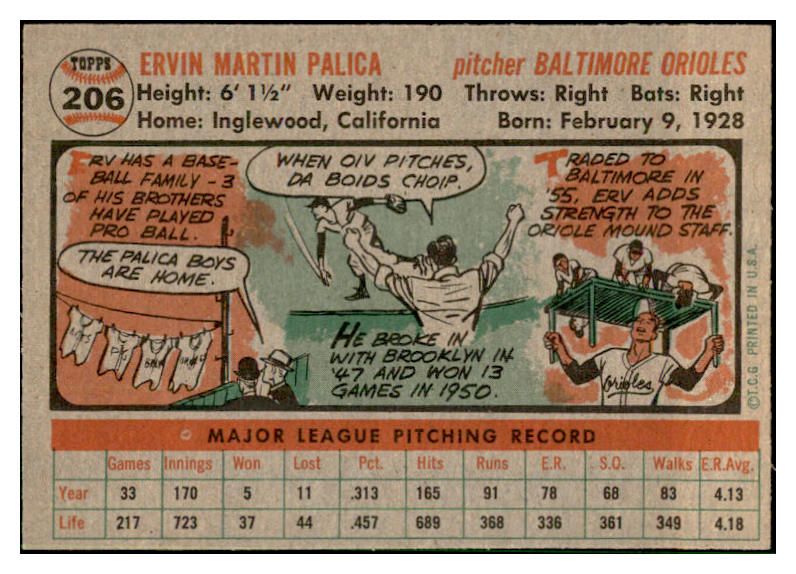 TOPPS
206
ERVIN MARTIN PALICA
pitcher BALTIMORE ORIOLES
Height: 6' 1½" Weight: 190 Throws: Right Bats: Right
Home: Inglewood, California Born: February 9, 1928
ERV HAS A BASE-
BALL FAMILY - 3
OF HIS BROTHERS
HAVE PLAYED
PRO BALL.
THE PALICA BOYS
ARE HOME.
WHEN OIV PITCHES,
DA BOIDS CHOIP.
HE BROKE IN
WITH BROOKLYN IN
'47 AND WON 13
GAMES IN 1950.
TRADED TO
BALTIMORE IN
'55, ERV ADDS
STRENGTH TO THE
ORIOLE MOUND STAFF.
Orioles
©T.C.G. PRINTED IN U.S.A.
MAJOR LEAGUE PITCHING RECORD
Games Innings Won Lost Pct. Hits Runs E.R. S.O. Walks E.R.Avg.
Year 33 170 5 11 .313 165 91 78 68 83 4.13
Life 217 723 37 44 .457 689 368 336 361 349 4.18